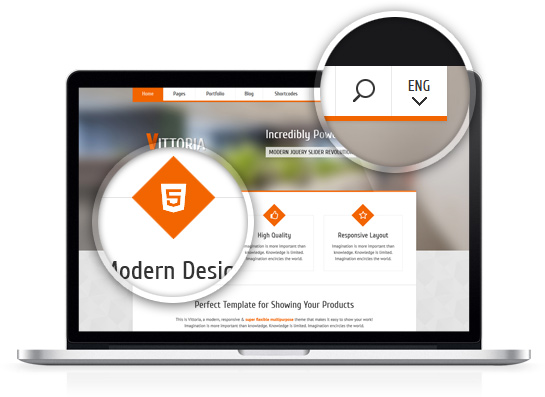 ENG
Home Pages Portfolio Blog Shortcodes
VITTORIA
Incredibly Powe
MODERN JQUERY SLIDER REVOLUTION
5
Modern Desig
High Quality
Imagination is more important than
knowledge. Knowledge is limited.
Imagination encircles the world.
Responsive Layout
Imagination is more important than
knowledge. Knowledge is limited.
Imagination encircles the world.
Perfect Template for Showing Your Products
This is Vittoria, a modern, responsive & super flexible multipurpose theme that makes it easy to show your work!
Imagination is more important than knowledge. Knowledge is limited. Imagination encircles the world.